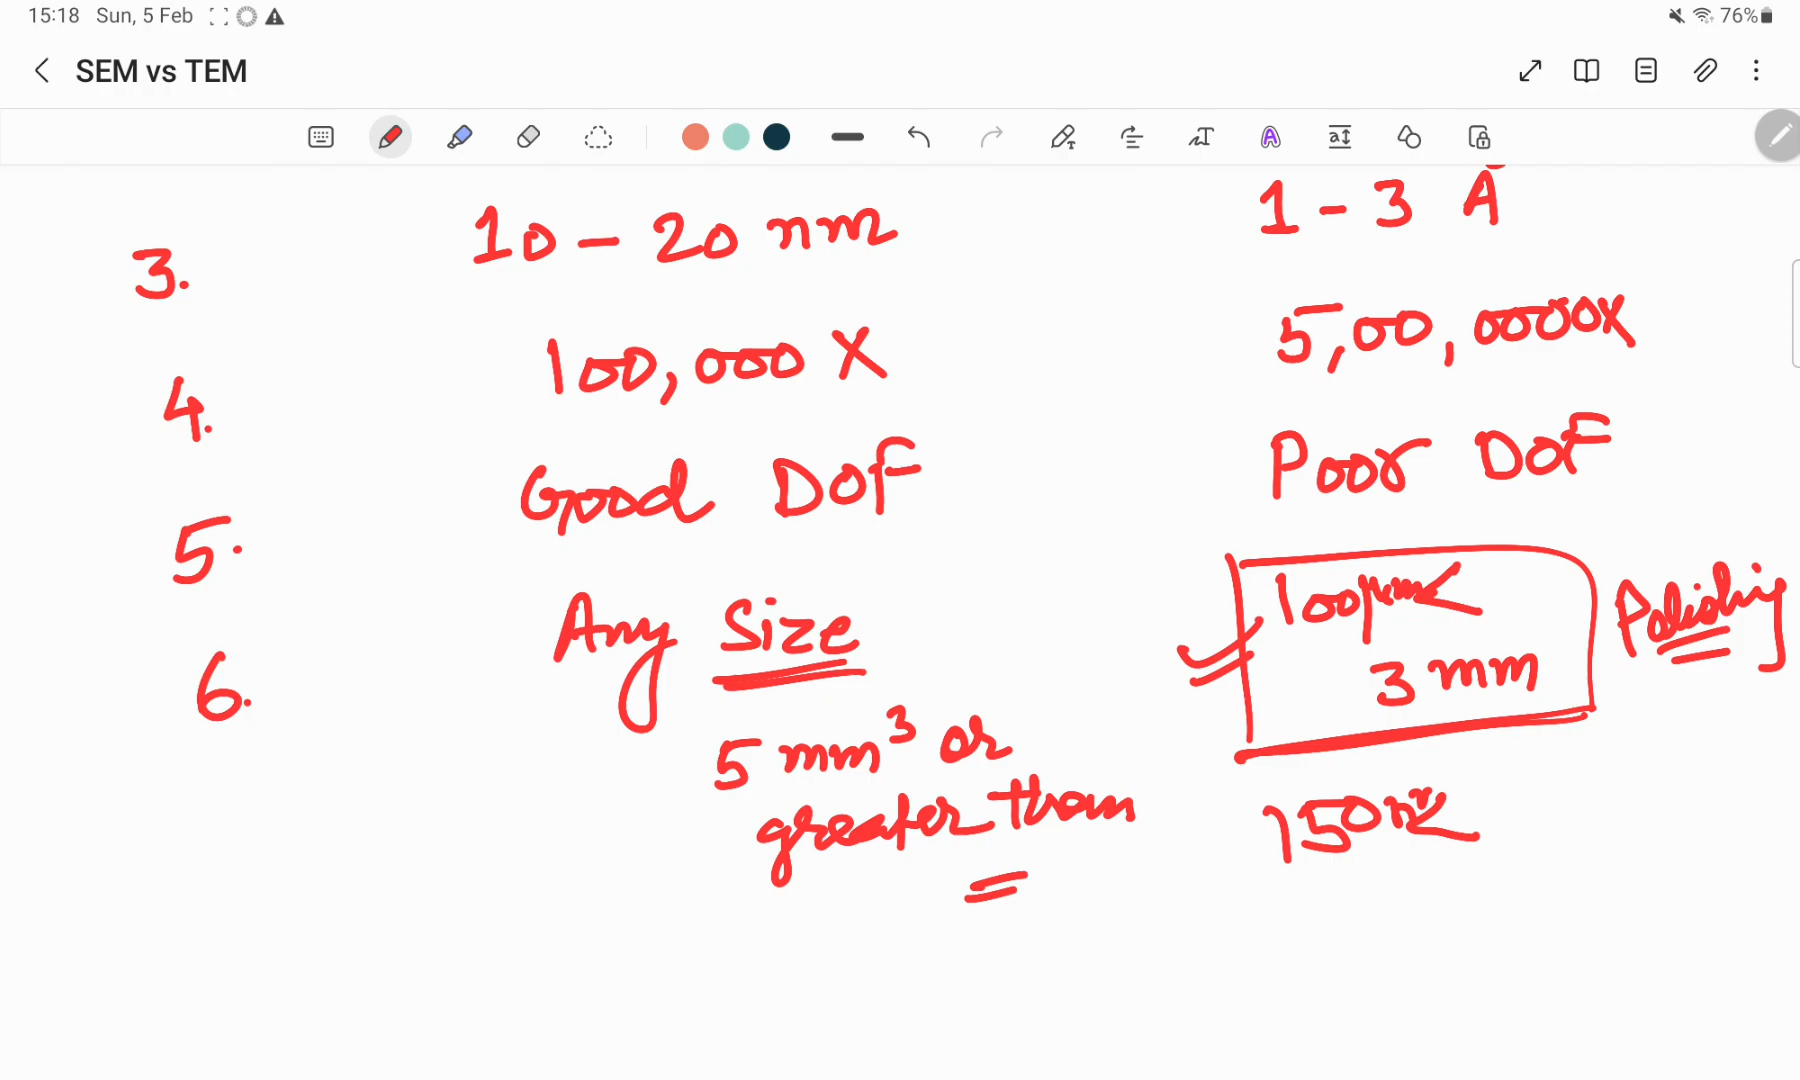 15:18 Sun, 5 Feb 76%
SEM vs TEM
3. 10 - 20 nm 1 - 3 Å
4. 100,000 X 5,00,0000X
5. Good DOF Poor DOF
6. Any Size 100μm Polishing
3 mm
5 mm³ or
greater than 150